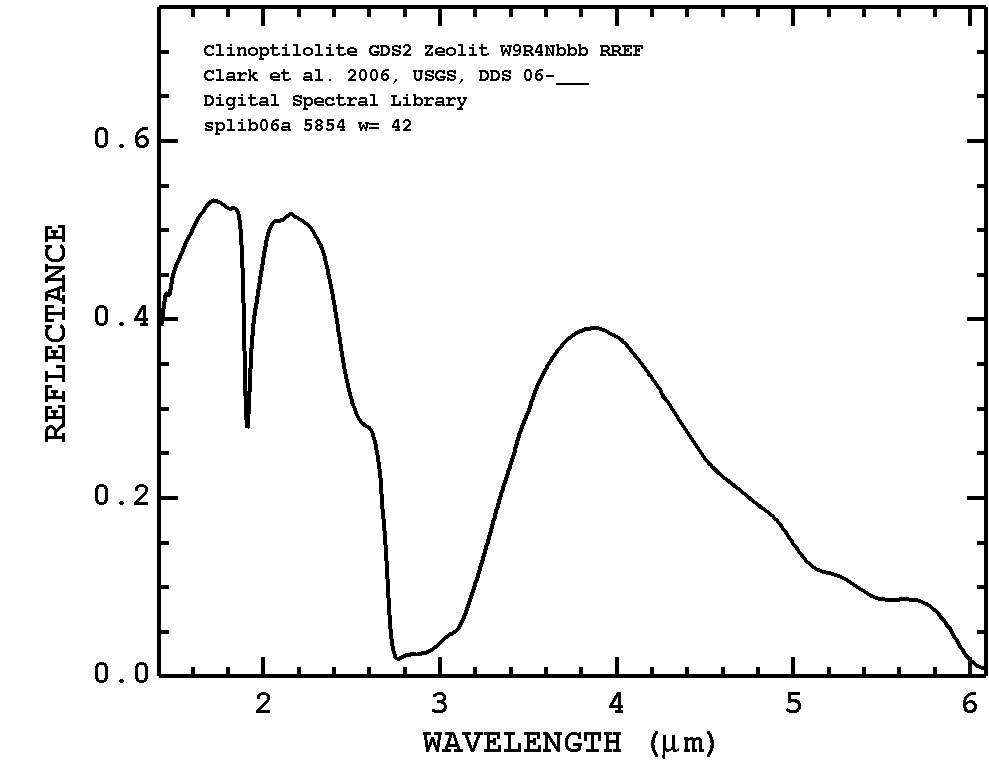 Clinoptilolite GDS2 Zeolit W9R4Nbbb RREF
Clark et al. 2006, USGS, DDS 06-___
Digital Spectral Library
splib06a 5854 w= 42
0.6
0.4
0.2
0.0
REFLECTANCE
2 3 4 5 6
WAVELENGTH (μm)